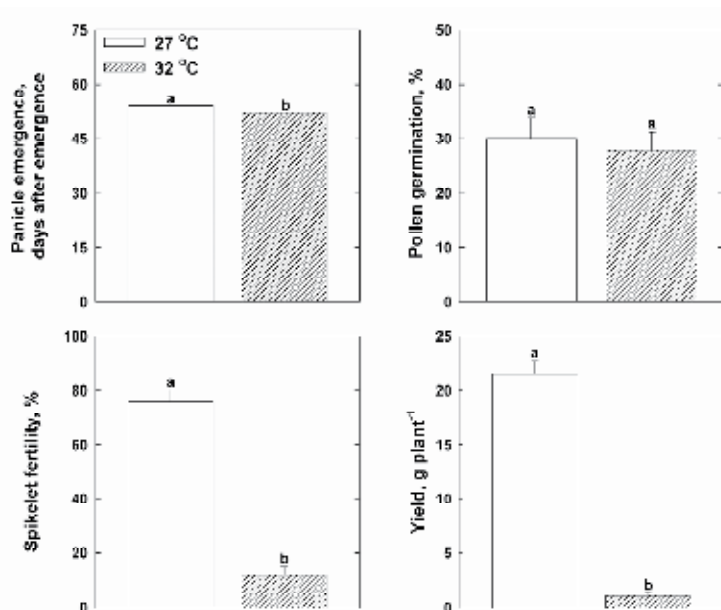 75
60
45
30
15
0
Panicle emergence,
days after emergence
27 °C
32 °C
a
b
50
40
30
20
10
0
Pollen germination, %
a
a
100
80
60
40
20
0
Spikelet fertility, %
a
b
25
20
15
10
5
0
Yield, g plant⁻¹
a
b